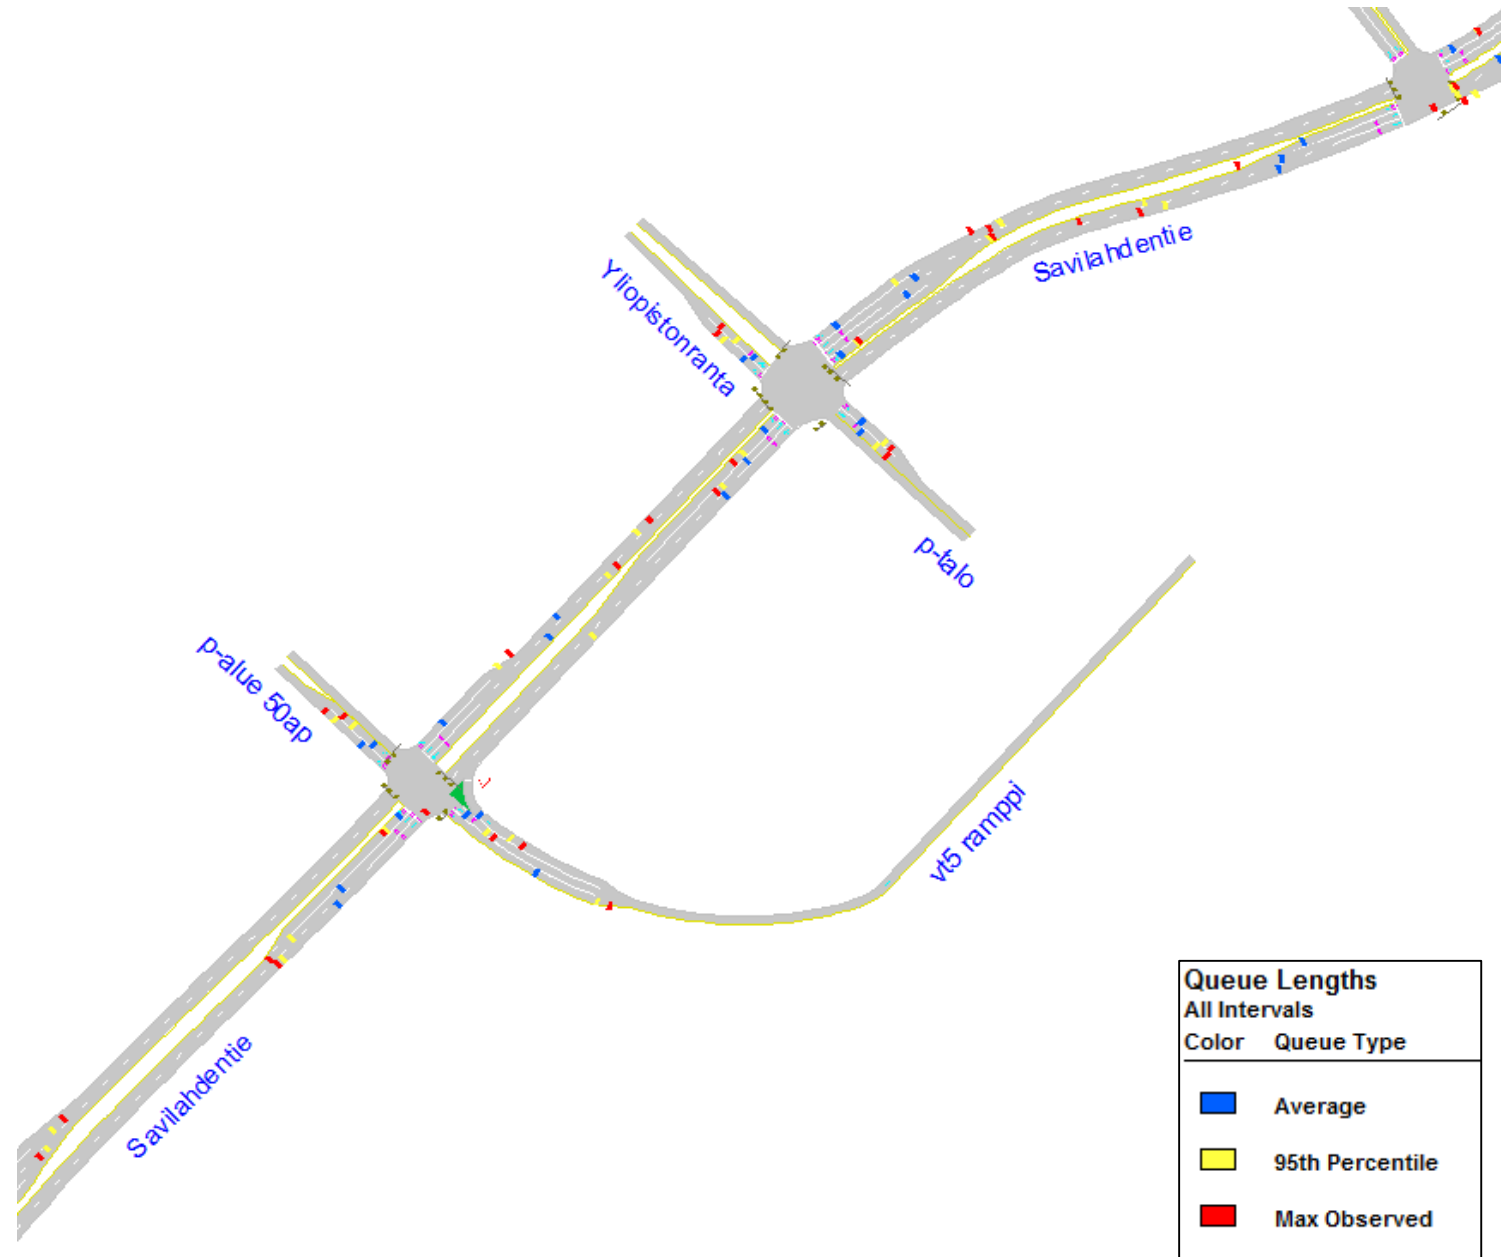 Savilahdentie
Yliopistonranta
p-talo
p-alue 50ap
vt5 ramppi
Savilahdentie
Queue Lengths
All Intervals
Color Queue Type
Average
95th Percentile
Max Observed